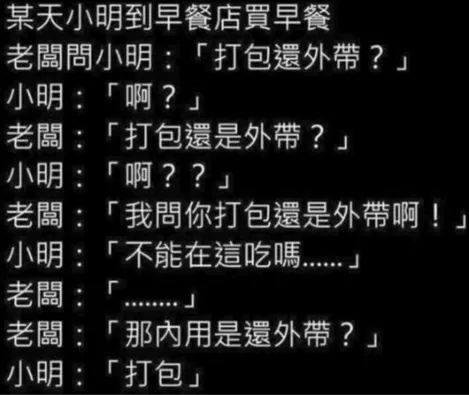 某天小明到早餐店買早餐
老闆問小明：「打包還外帶？」
小明：「啊？」
老闆：「打包還是外帶？」
小明：「啊？？」
老闆：「我問你打包還是外帶啊！」
小明：「不能在這吃嗎......」
老闆：「........」
老闆：「那內用是還外帶？」
小明：「打包」